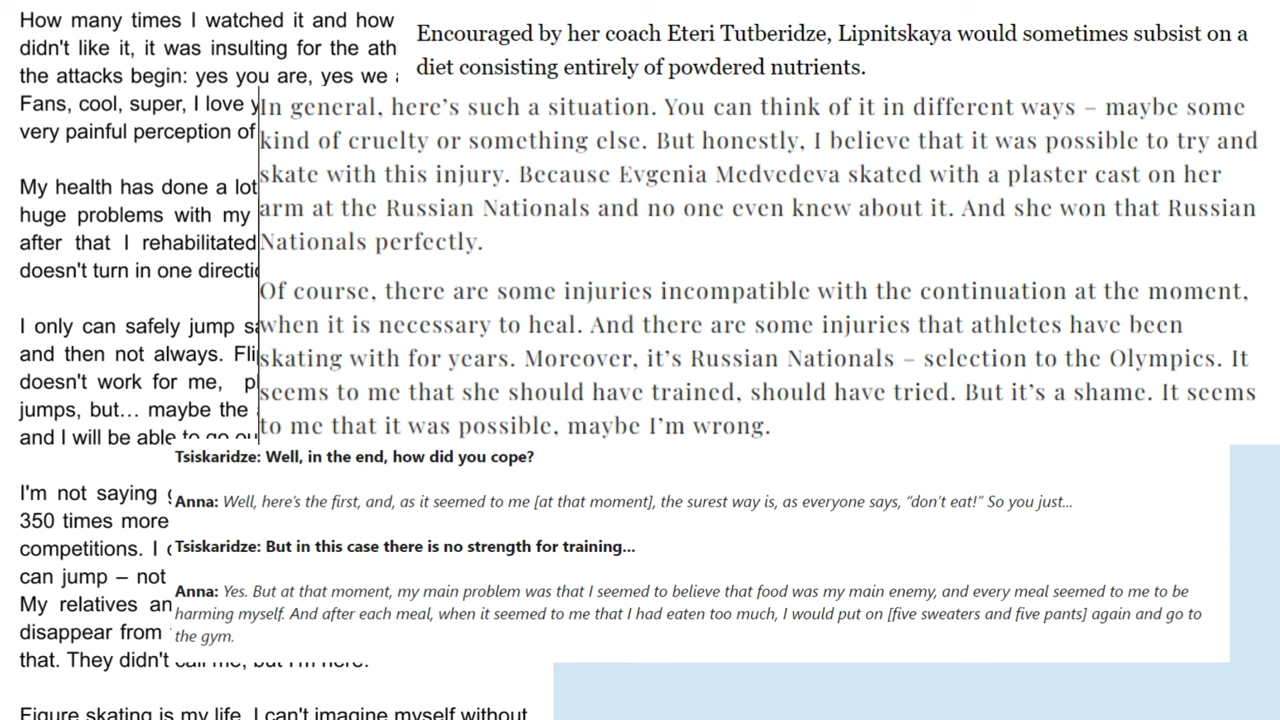 How many times I watched it and how
didn't like it, it was insulting for the ath
the attacks begin: yes you are, yes we
Fans, cool, super, I love y
very painful perception of
My health has done a lot
huge problems with my
after that I rehabilitated
doesn't turn in one directi
I only can safely jump sa
and then not always. Fli
doesn't work for me, p
jumps, but… maybe the
and I will be able to go ou
I'm not saying
350 times more
competitions. I
can jump – not
My relatives an
disappear from
that. They didn't call me, but I'm here.
Figure skating is my life. I can't imagine myself without
Encouraged by her coach Eteri Tutberidze, Lipnitskaya would sometimes subsist on a
diet consisting entirely of powdered nutrients.
In general, here's such a situation. You can think of it in different ways – maybe some
kind of cruelty or something else. But honestly, I believe that it was possible to try and
skate with this injury. Because Evgenia Medvedeva skated with a plaster cast on her
arm at the Russian Nationals and no one even knew about it. And she won that Russian
Nationals perfectly.
Of course, there are some injuries incompatible with the continuation at the moment,
when it is necessary to heal. And there are some injuries that athletes have been
skating with for years. Moreover, it's Russian Nationals – selection to the Olympics. It
seems to me that she should have trained, should have tried. But it's a shame. It seems
to me that it was possible, maybe I'm wrong.
Tsiskaridze: Well, in the end, how did you cope?
Anna: Well, here's the first, and, as it seemed to me [at that moment], the surest way is, as everyone says, "don't eat!" So you just...
Tsiskaridze: But in this case there is no strength for training...
Anna: Yes. But at that moment, my main problem was that I seemed to believe that food was my main enemy, and every meal seemed to me to be
harming myself. And after each meal, when it seemed to me that I had eaten too much, I would put on [five sweaters and five pants] again and go to
the gym.